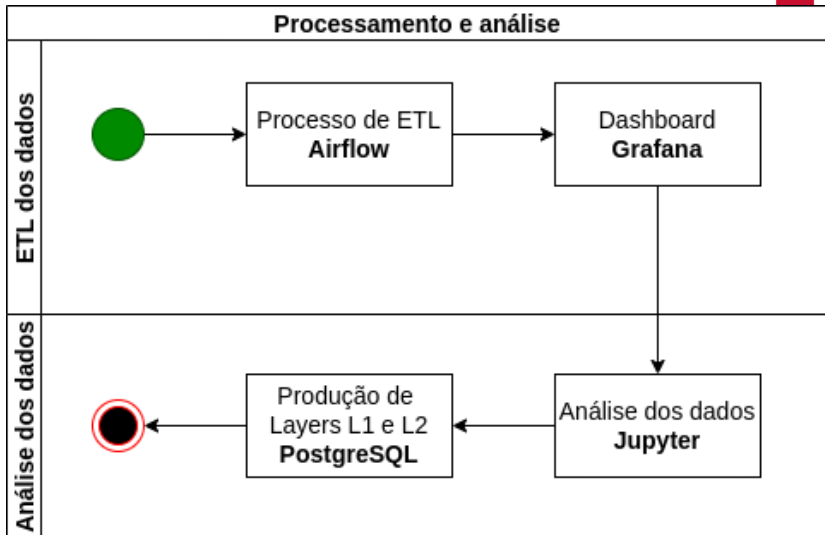 Processamento e análise
ETL dos dados
Processo de ETL
Airflow
Dashboard
Grafana
Análise dos dados
Produção de
Layers L1 e L2
PostgreSQL
Análise dos dados
Jupyter